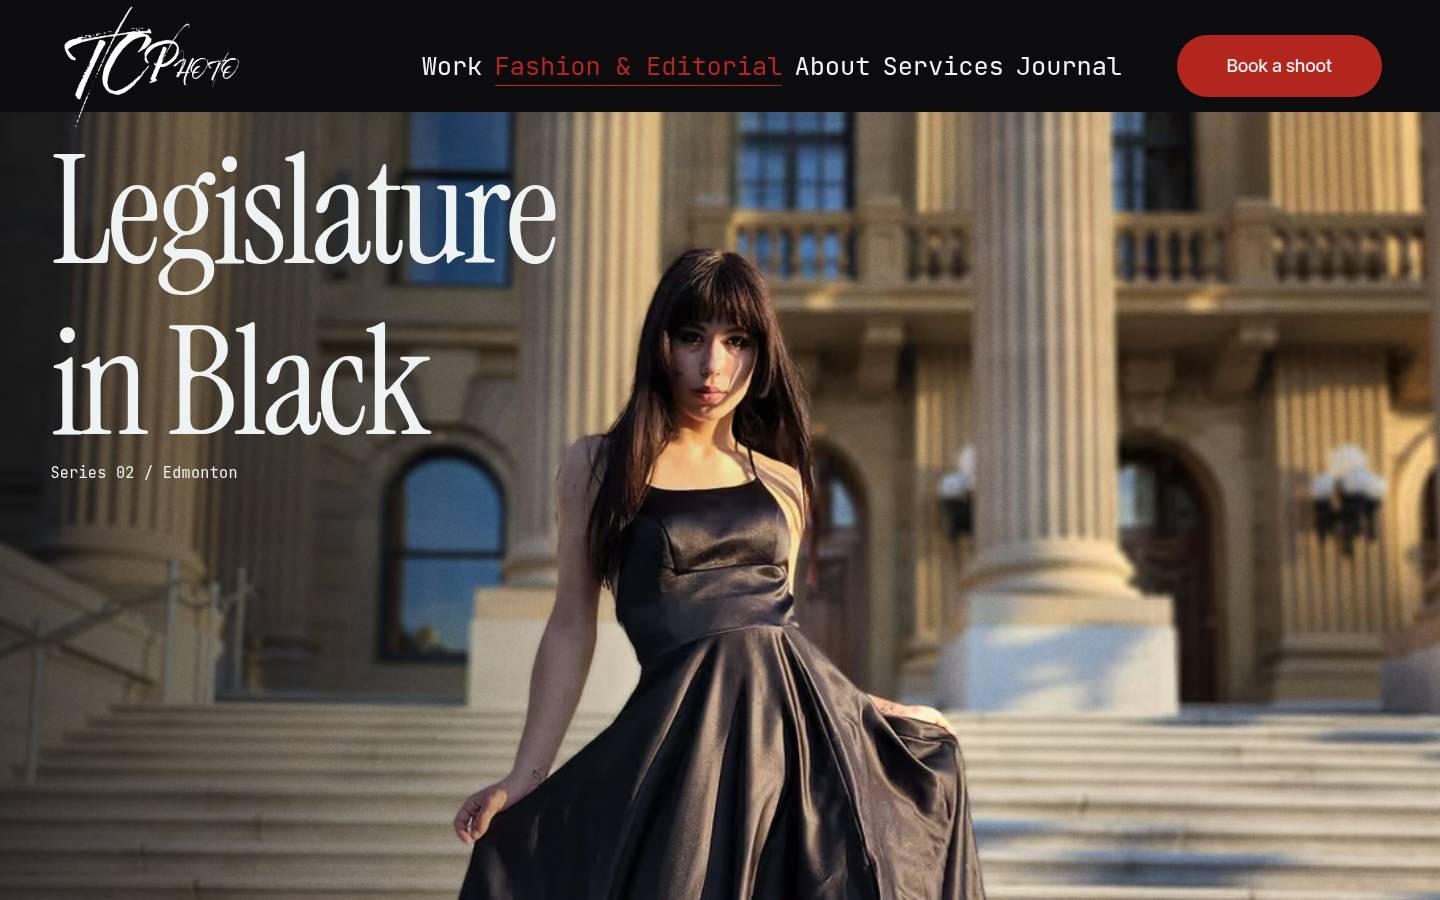 TCPHOTO
Work Fashion & Editorial About Services Journal
Book a shoot
Legislature
in Black
Series 02 / Edmonton